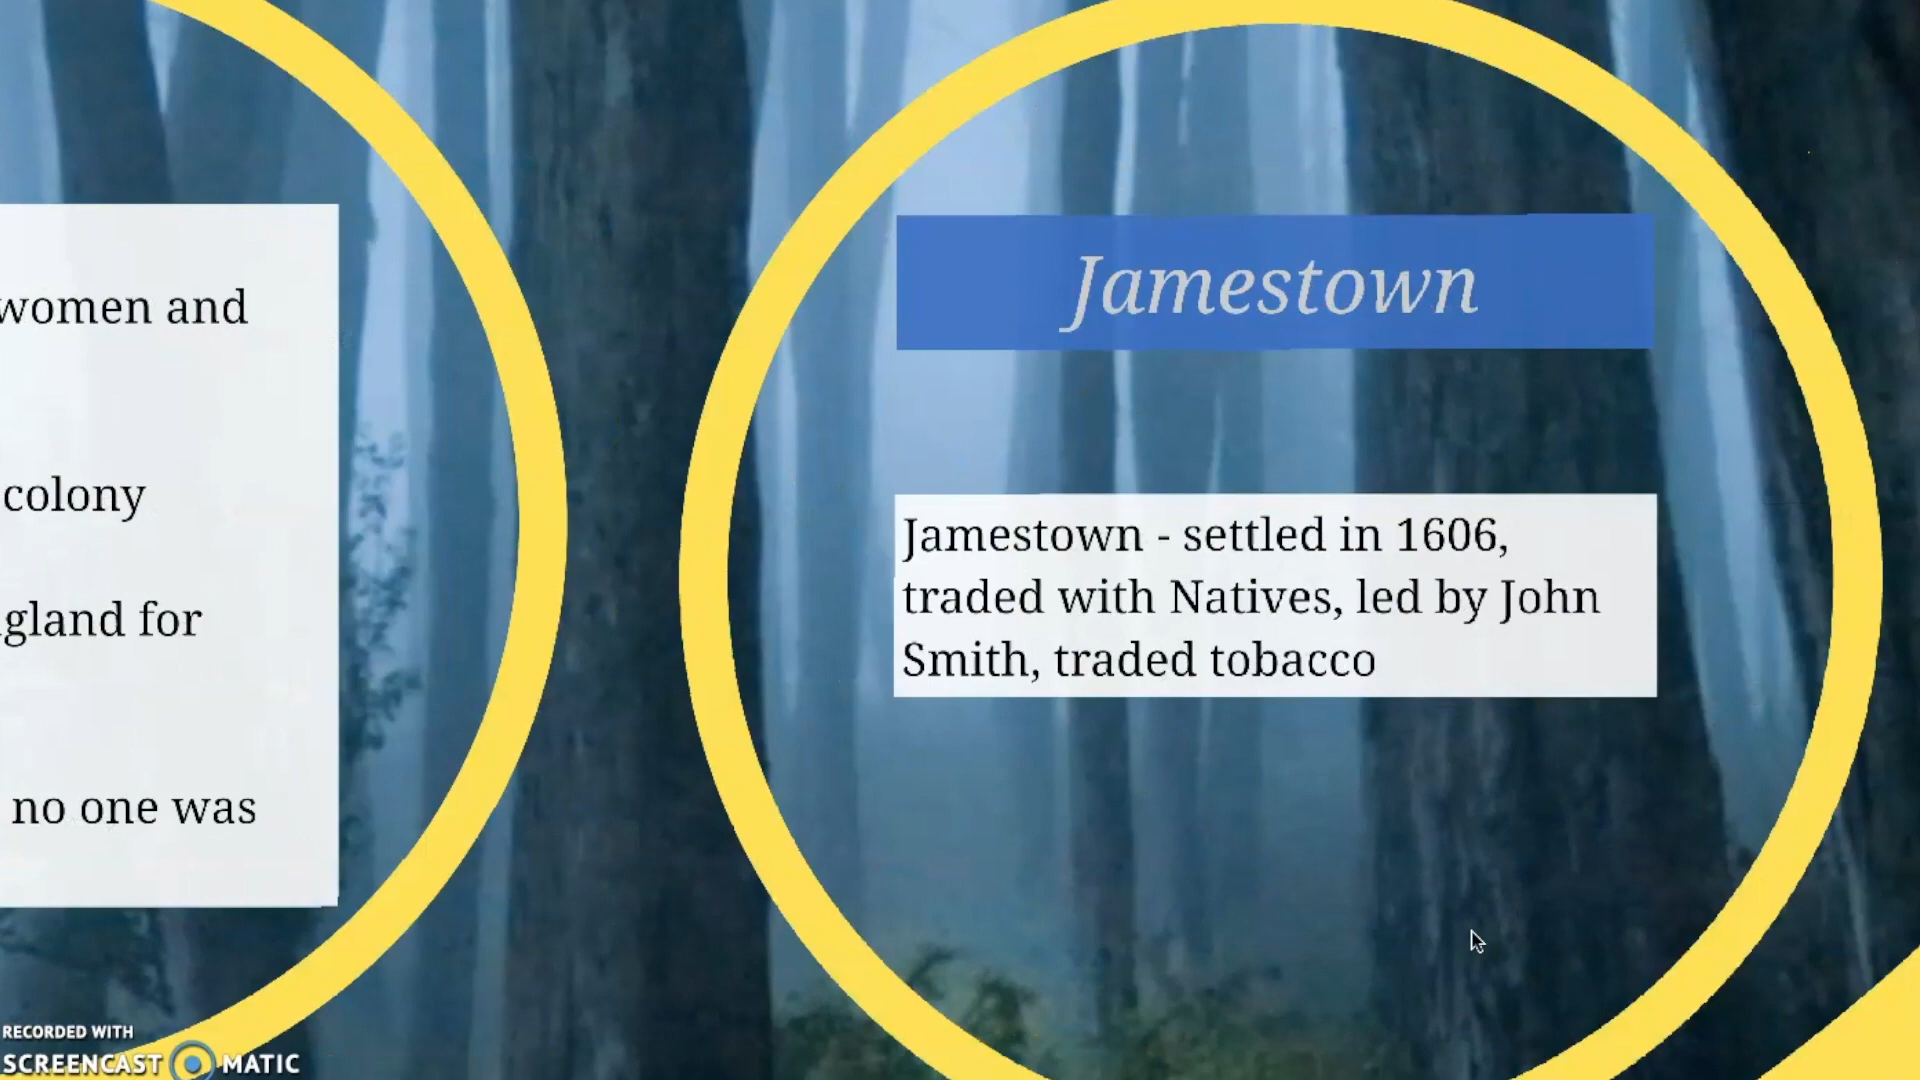 women and
colony
gland for
no one was
Jamestown
Jamestown - settled in 1606,
traded with Natives, led by John
Smith, traded tobacco
RECORDED WITH
SCREENCAST MATIC